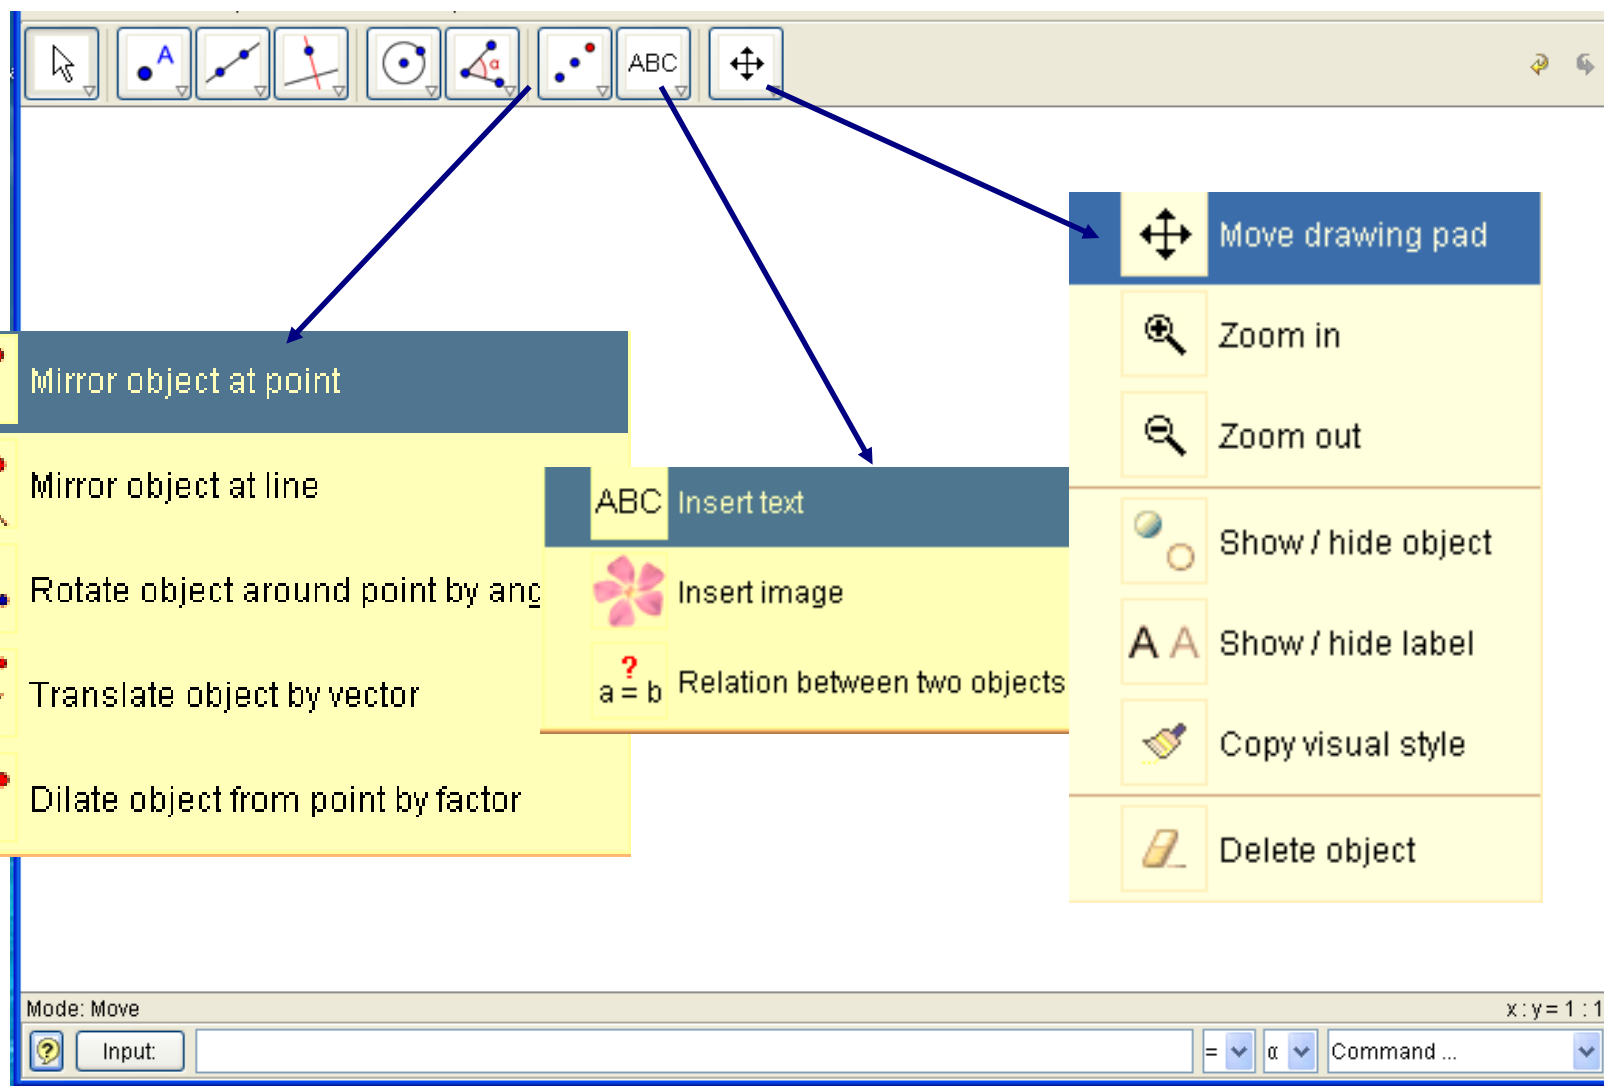 A
α
ABC
Mirror object at point
Mirror object at line
Rotate object around point by ang
Translate object by vector
Dilate object from point by factor
ABC Insert text
Insert image
?
a = b Relation between two objects
Move drawing pad
Zoom in
Zoom out
Show / hide object
A A Show / hide label
Copy visual style
Delete object
Mode: Move
x : y = 1 : 1
? Input:
=
α
Command ...